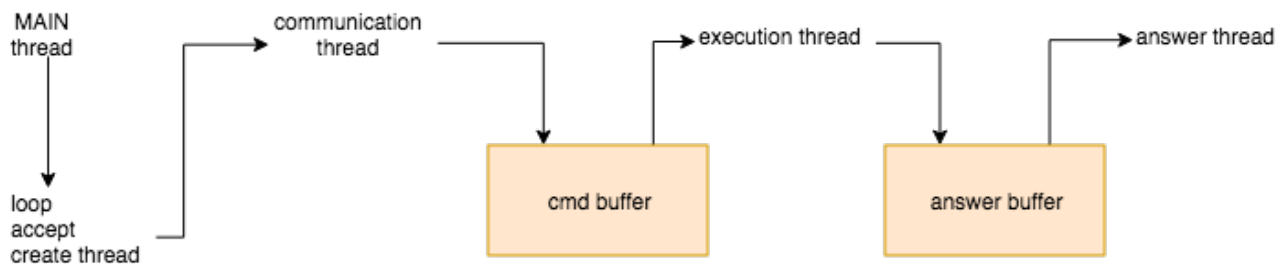 MAIN
thread
loop
accept
create thread
communication
thread
cmd buffer
execution thread
answer buffer
answer thread